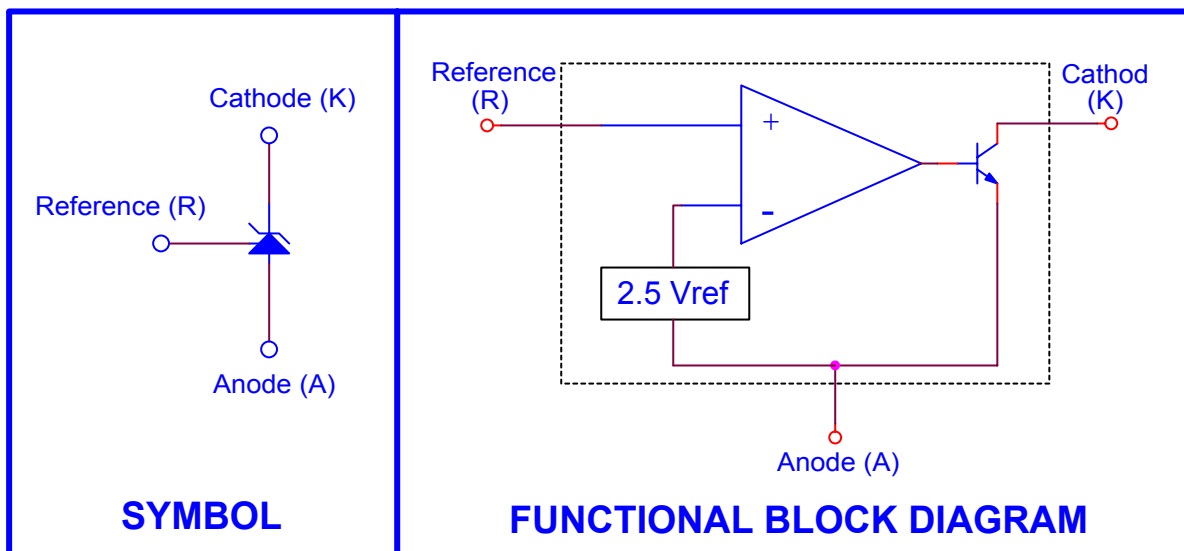 Cathode (K)
Reference (R)
Anode (A)
SYMBOL
Reference
(R)
Cathod
(K)
+
-
2.5 Vref
Anode (A)
FUNCTIONAL BLOCK DIAGRAM